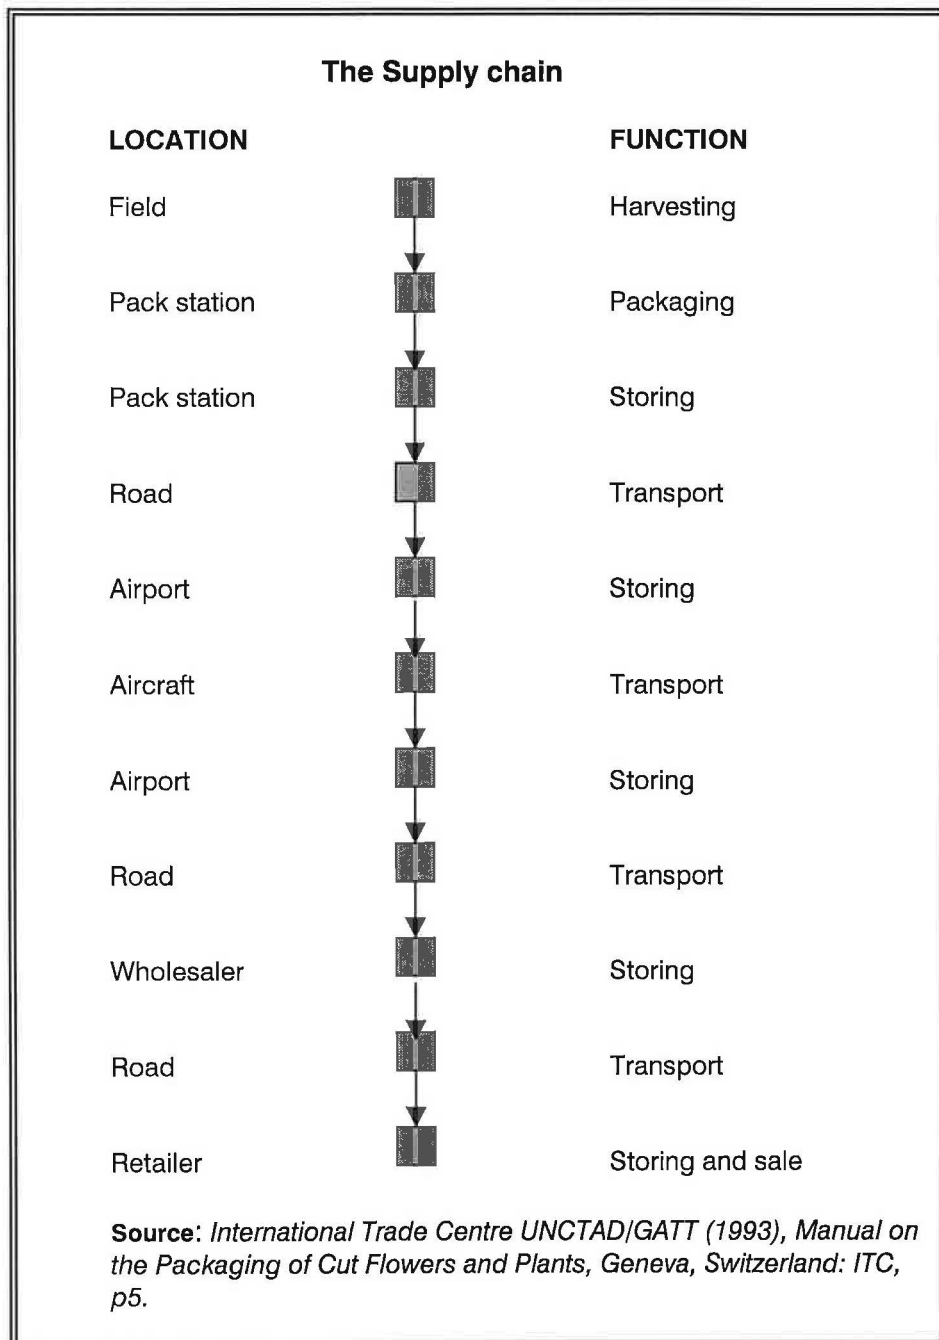 The Supply chain
LOCATION FUNCTION
Field Harvesting
Pack station Packaging
Pack station Storing
Road Transport
Airport Storing
Aircraft Transport
Airport Storing
Road Transport
Wholesaler Storing
Road Transport
Retailer Storing and sale
Source: International Trade Centre UNCTAD/GATT (1993), Manual on
the Packaging of Cut Flowers and Plants, Geneva, Switzerland: ITC,
p5.